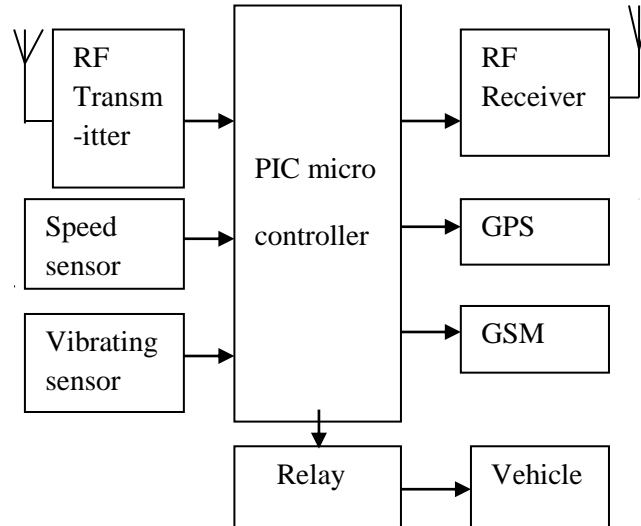 RF
Transm
-itter
Speed
sensor
Vibrating
sensor
PIC micro
controller
RF
Receiver
GPS
GSM
Relay
Vehicle